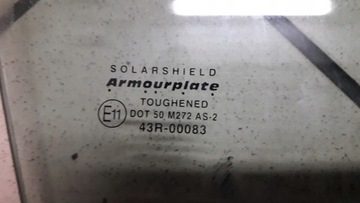 SOLARSHIELD
Armourplate
TOUGHENED
E11 DOT 50 M272 AS-2
43R-00083